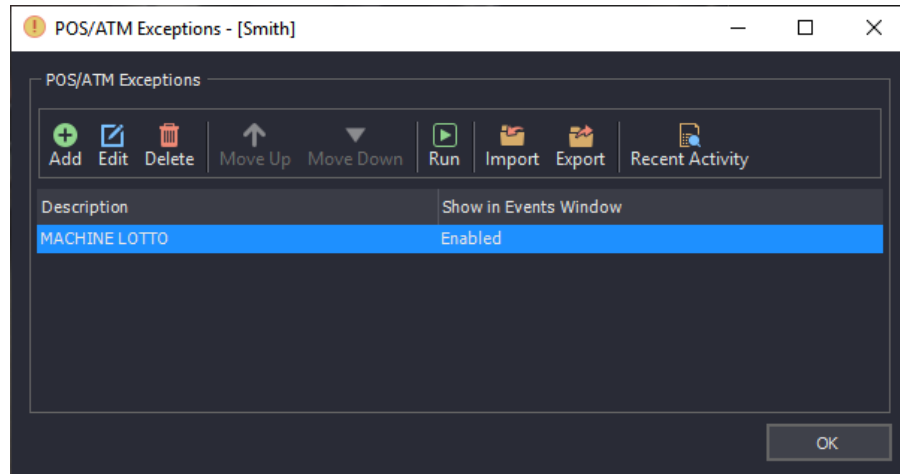 POS/ATM Exceptions - [Smith]
POS/ATM Exceptions
Add Edit Delete Move Up Move Down Run Import Export Recent Activity
Description Show in Events Window
MACHINE LOTTO Enabled
OK